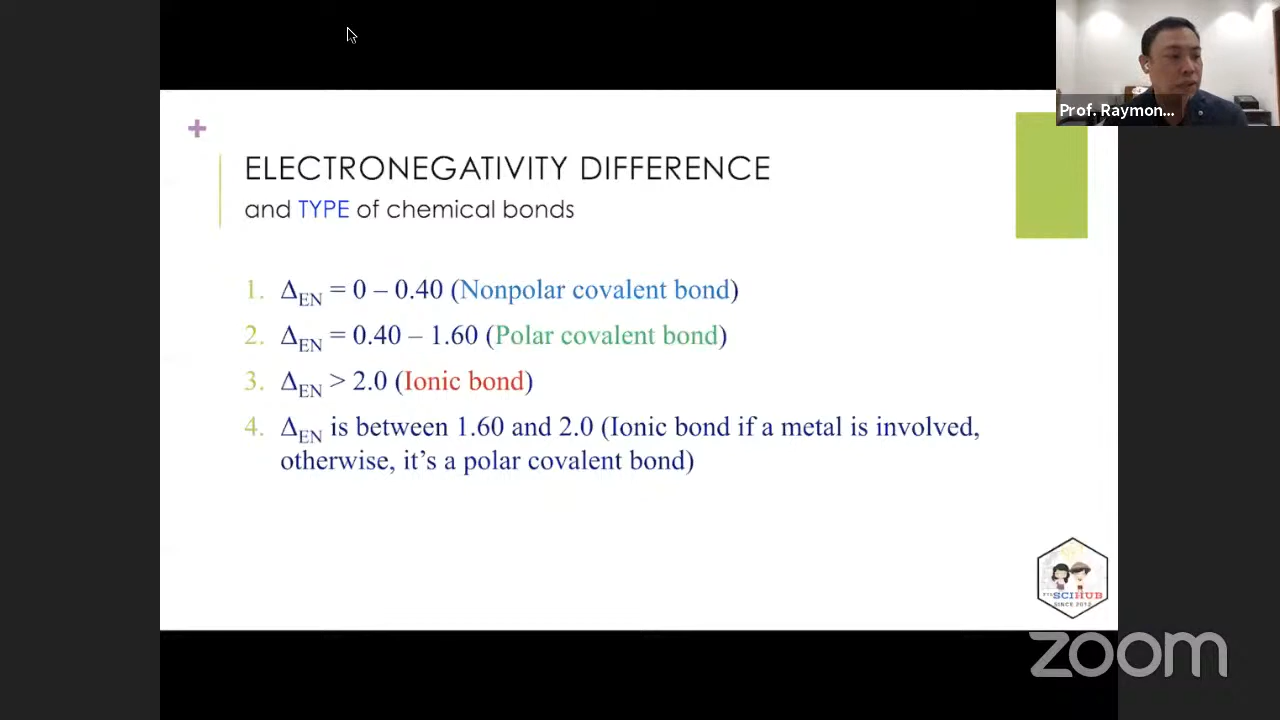 Prof. Raymon...
ELECTRONEGATIVITY DIFFERENCE
and TYPE of chemical bonds
1. ΔEN = 0 – 0.40 (Nonpolar covalent bond)
2. ΔEN = 0.40 – 1.60 (Polar covalent bond)
3. ΔEN > 2.0 (Ionic bond)
4. ΔEN is between 1.60 and 2.0 (Ionic bond if a metal is involved,
otherwise, it’s a polar covalent bond)
SCIHUB
SINCE 2012
zoom